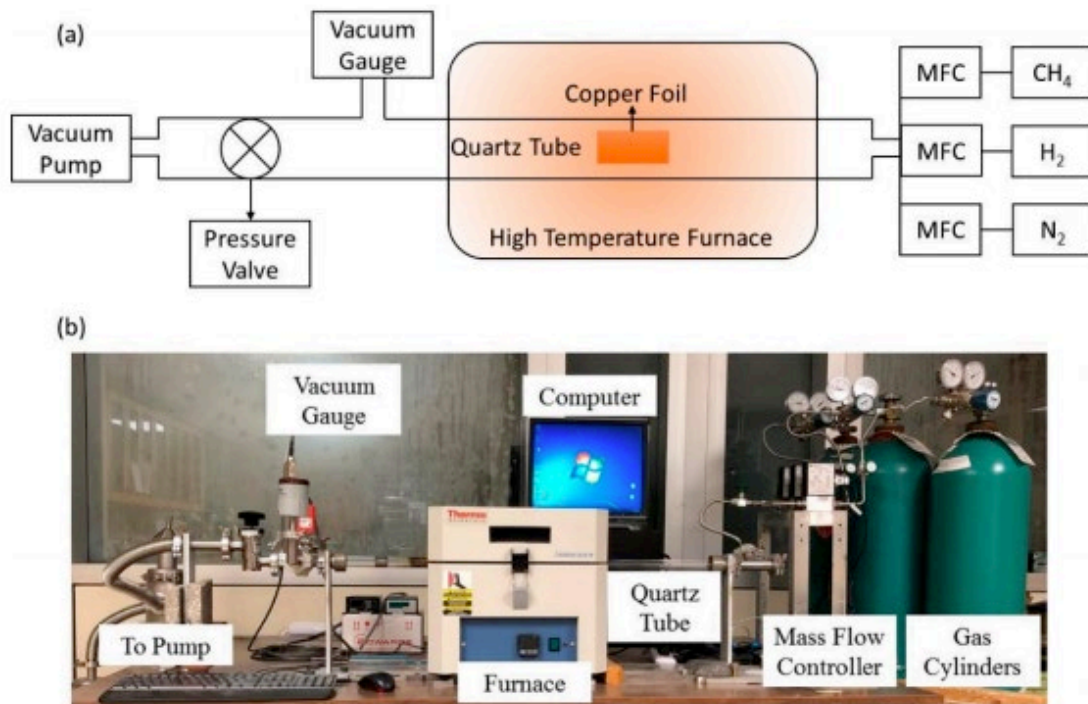 (a)
Vacuum
Gauge
MFC
CH₄
Copper Foil
Vacuum
Pump
Quartz Tube
MFC
H₂
Pressure
Valve
High Temperature Furnace
MFC
N₂
(b)
Vacuum
Gauge
Computer
Thermo
SCIENTIFIC
To Pump
Furnace
Quartz
Tube
Mass Flow
Controller
Gas
Cylinders